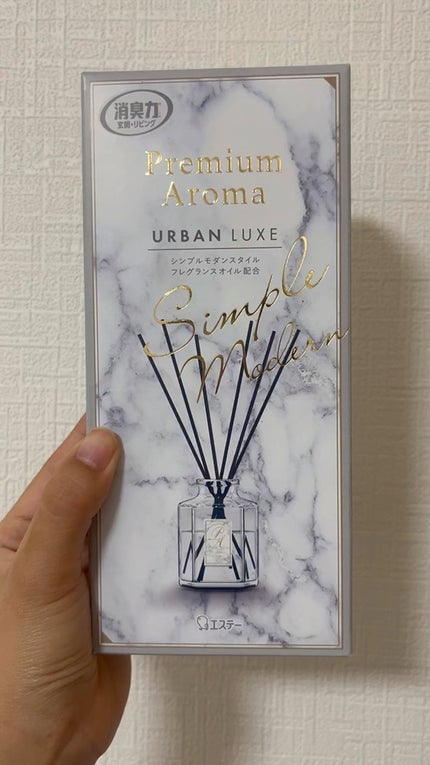 消臭力
玄関・リビング
Premium
Aroma
URBAN LUXE
シンプルモダンスタイル
フレグランスオイル配合
Simple
Modern
エステー